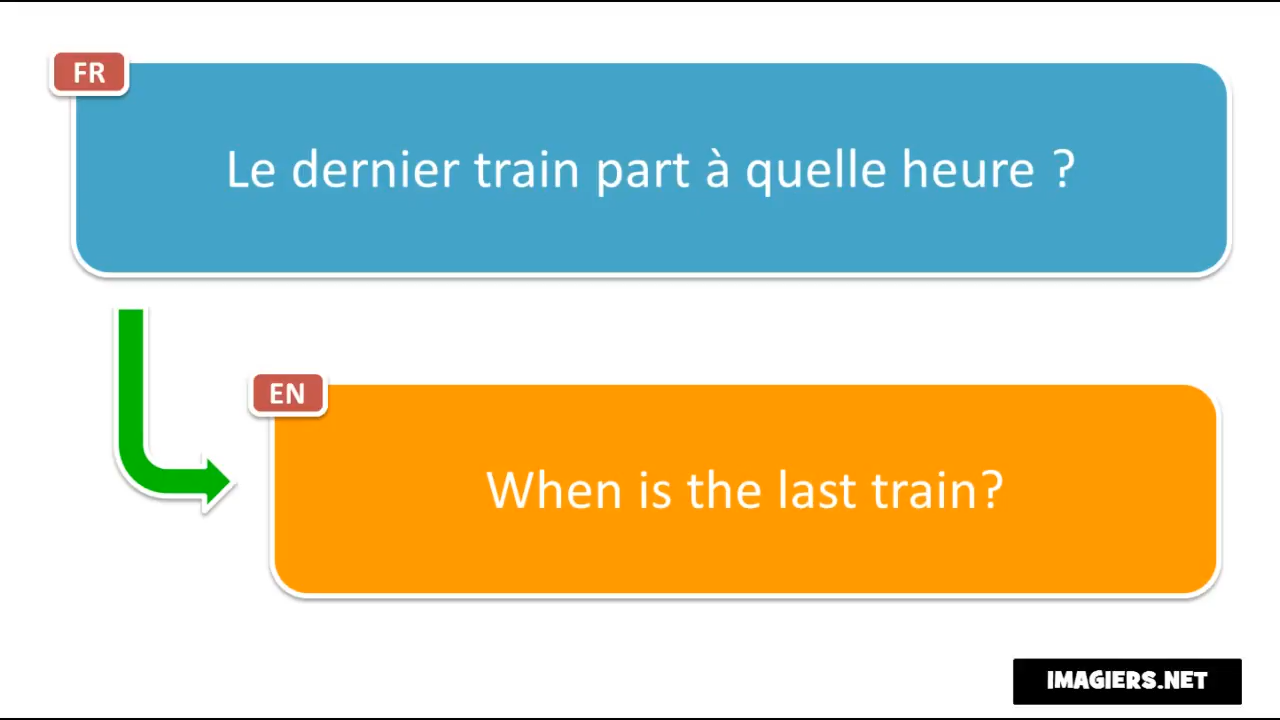 FR
Le dernier train part à quelle heure ?
EN
When is the last train?
IMAGIERS.NET